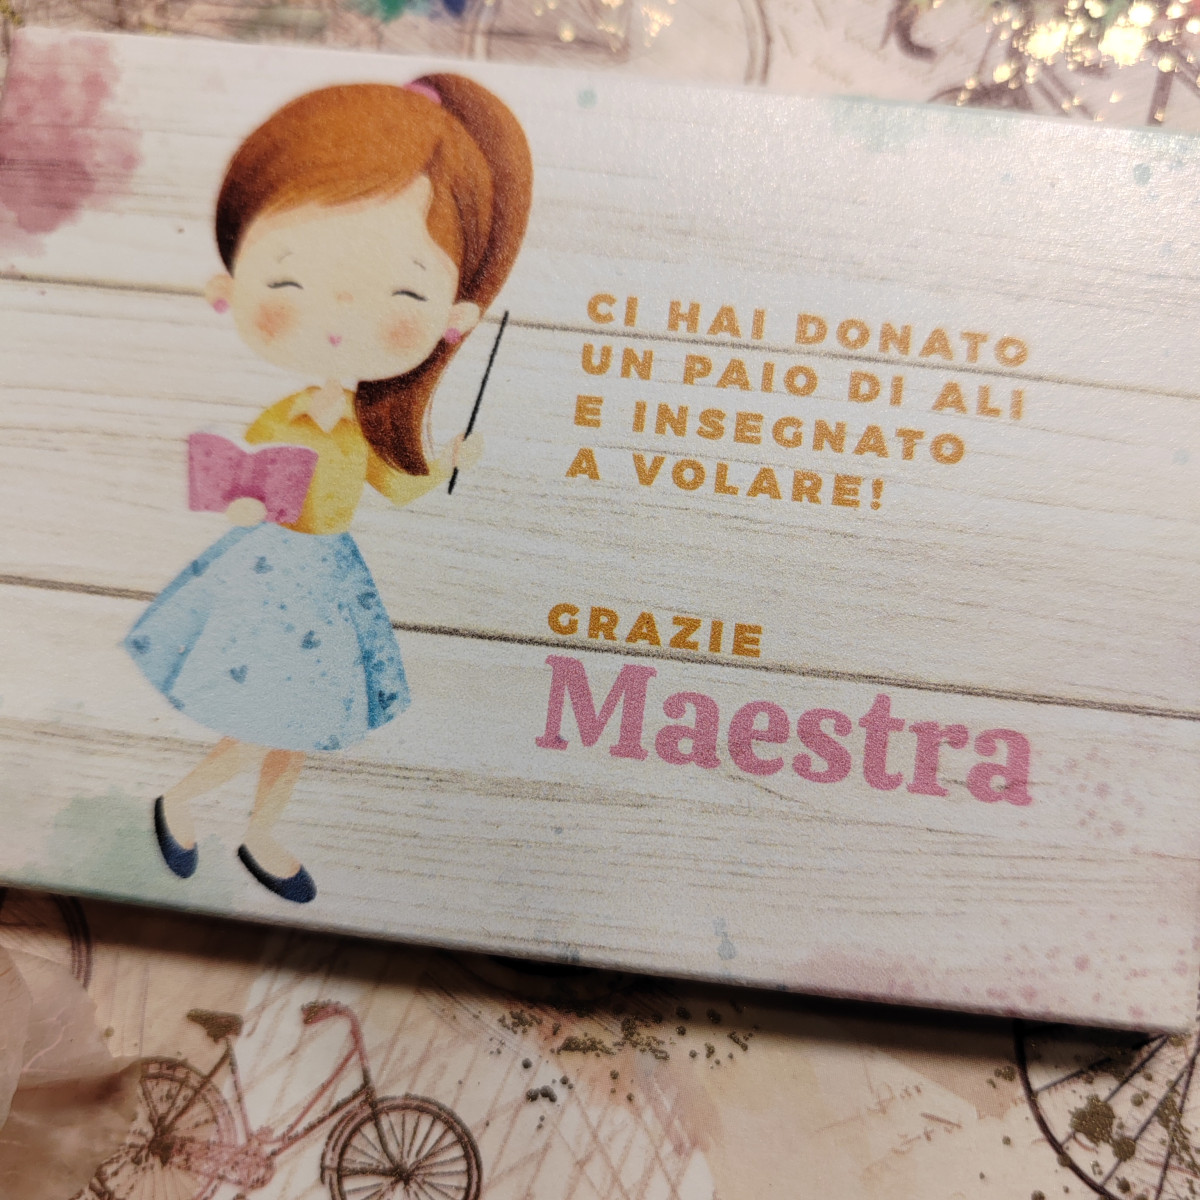 CI HAI DONATO
UN PAIO DI ALI
E INSEGNATO
A VOLARE!
GRAZIE
Maestra